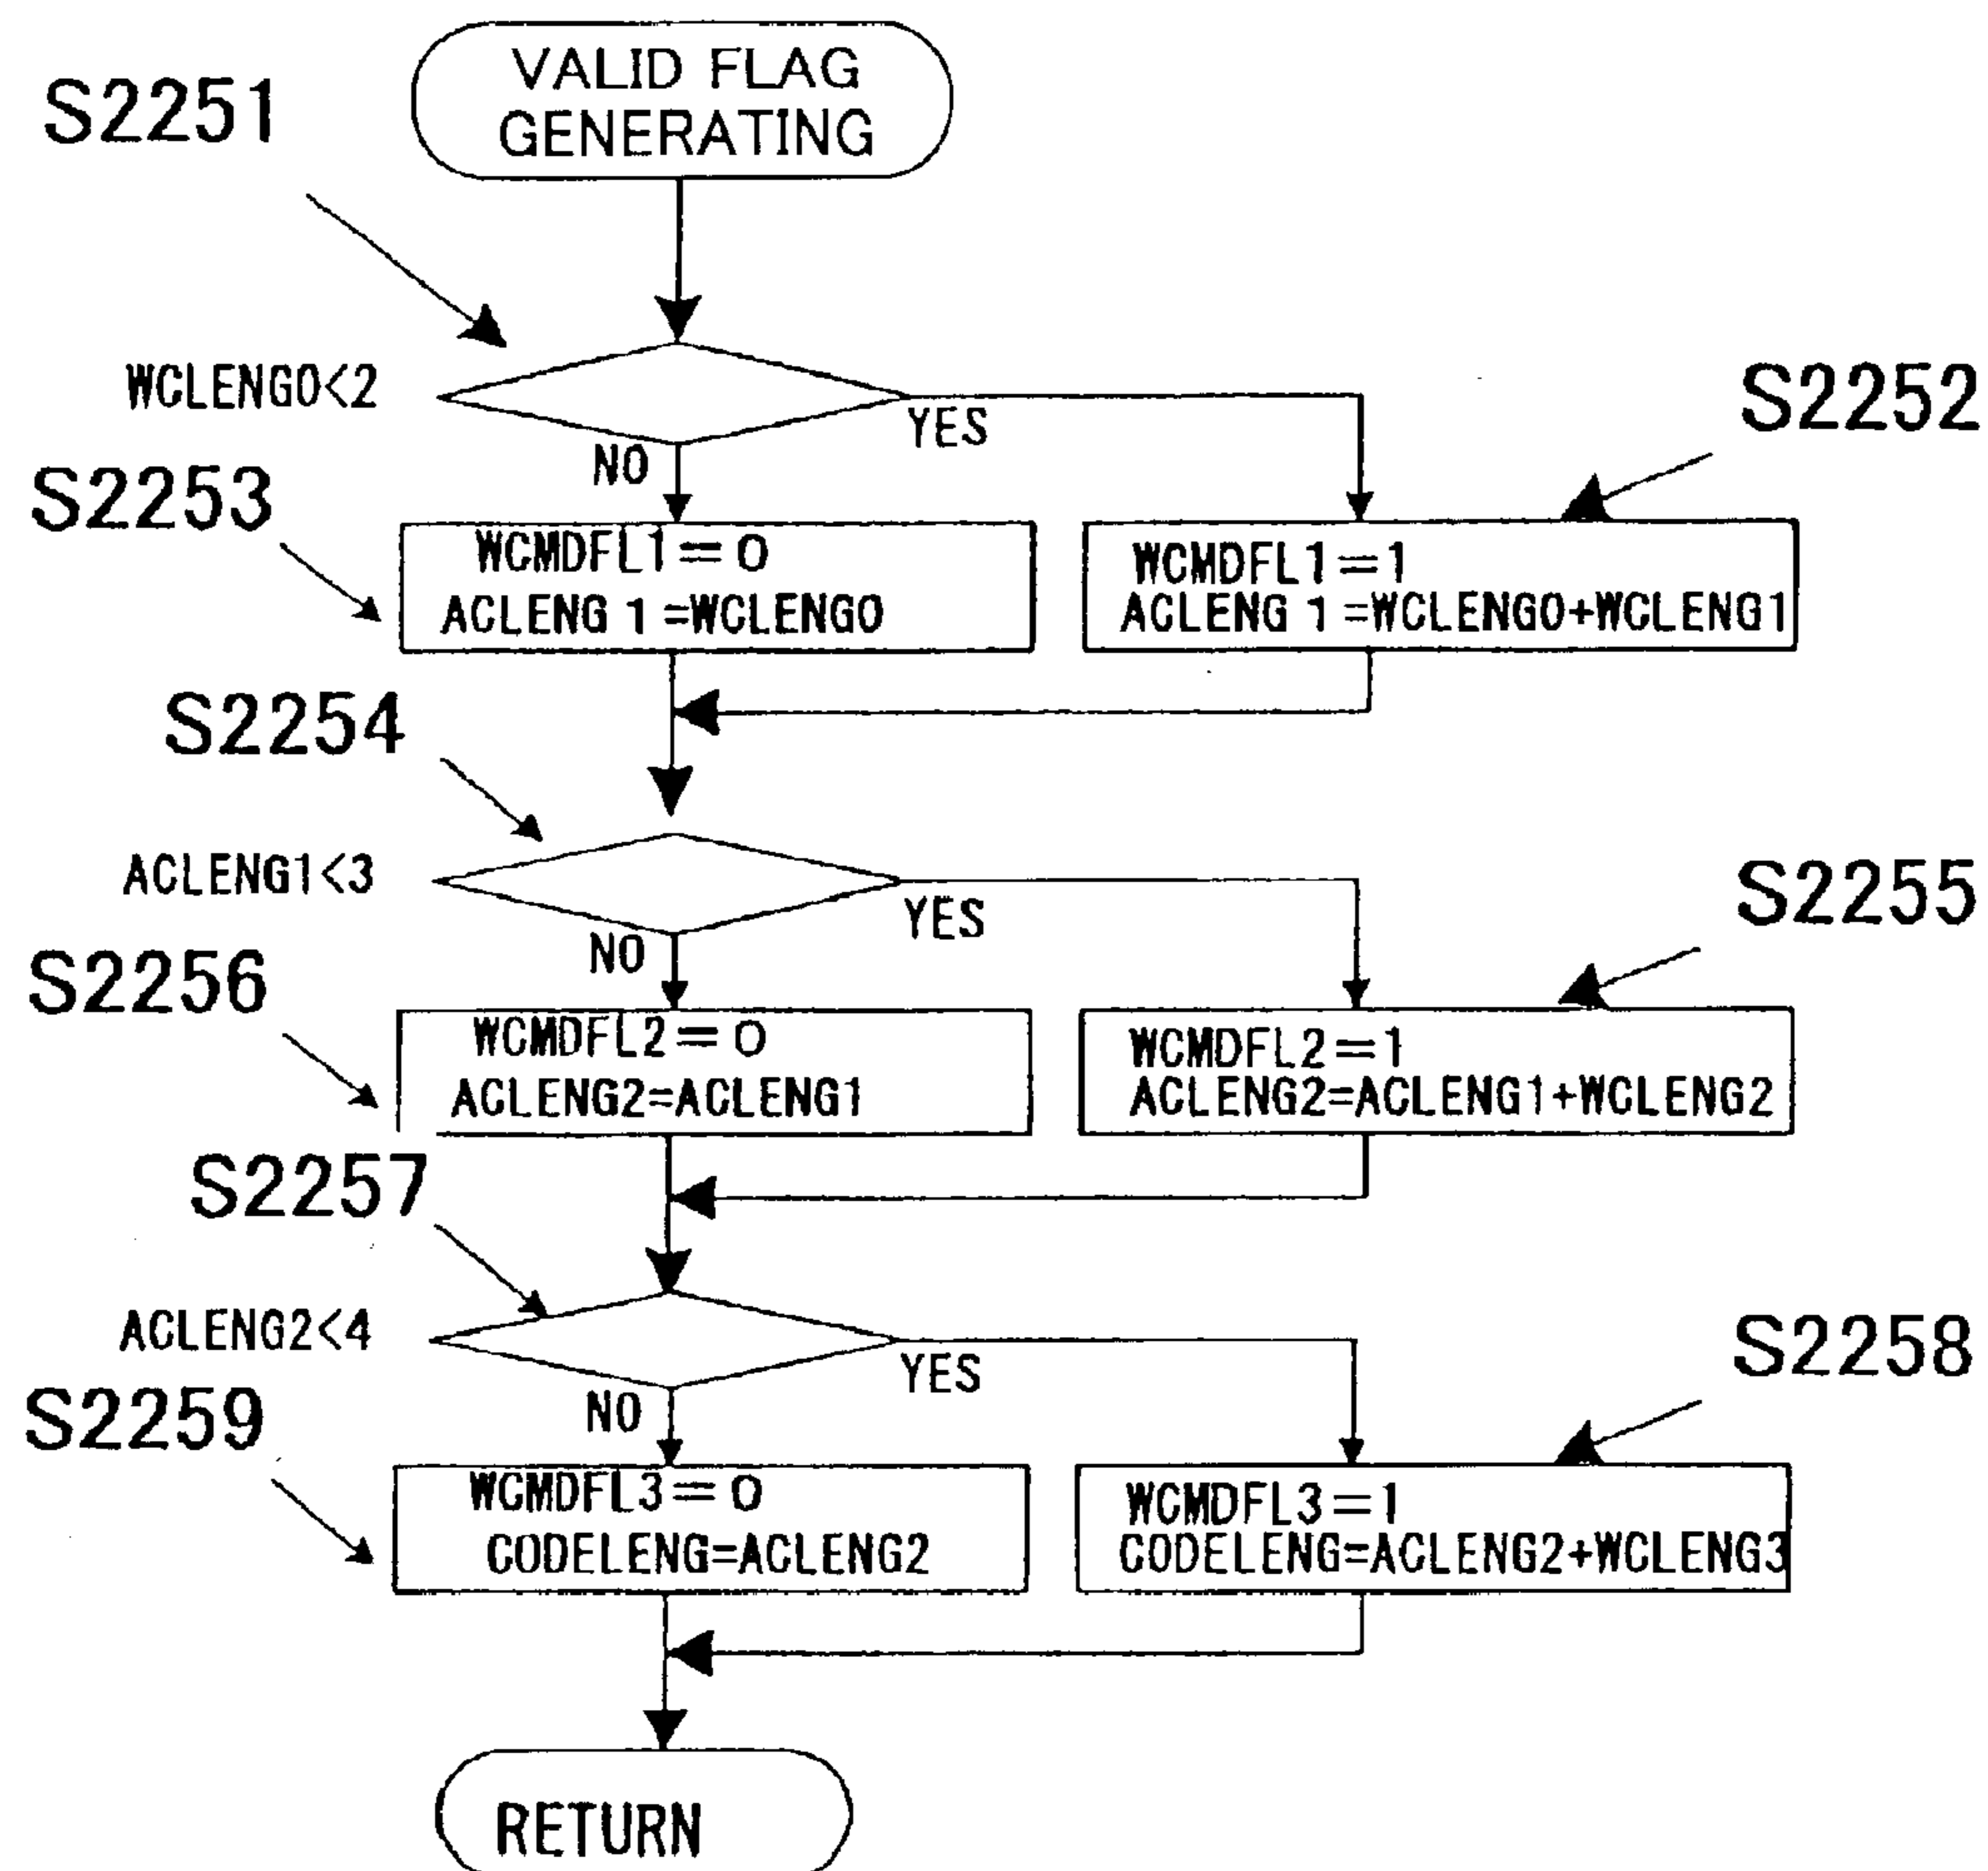 VALID FLAG
GENERATING
S2251
WCLENG0<2
YES
NO
S2252
S2253
WCMDFL1=0
ACLENG 1=WCLENG0
WCMDFL1=1
ACLENG 1=WCLENG0+WCLENG1
S2254
ACLENG1<3
YES
NO
S2255
S2256
WCMDFL2=0
ACLENG2=ACLENG1
WCMDFL2=1
ACLENG2=ACLENG1+WCLENG2
S2257
ACLENG2<4
YES
NO
S2258
S2259
WCMDFL3=0
CODELENG=ACLENG2
WCMDFL3=1
CODELENG=ACLENG2+WCLENG3
RETURN